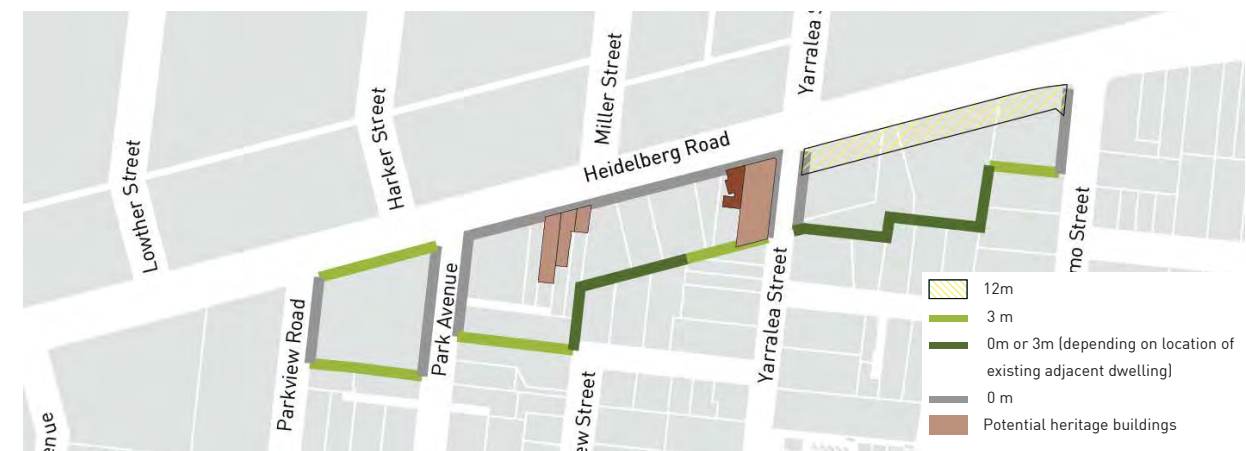 Lowther Street
Harker Street
Miller Street
Yarralea S
Heidelberg Road
Parkview Road
Park Avenue
Yarralea Street
ew Street
mo Street
enue
12m
3 m
0m or 3m (depending on location of
existing adjacent dwelling)
0 m
Potential heritage buildings